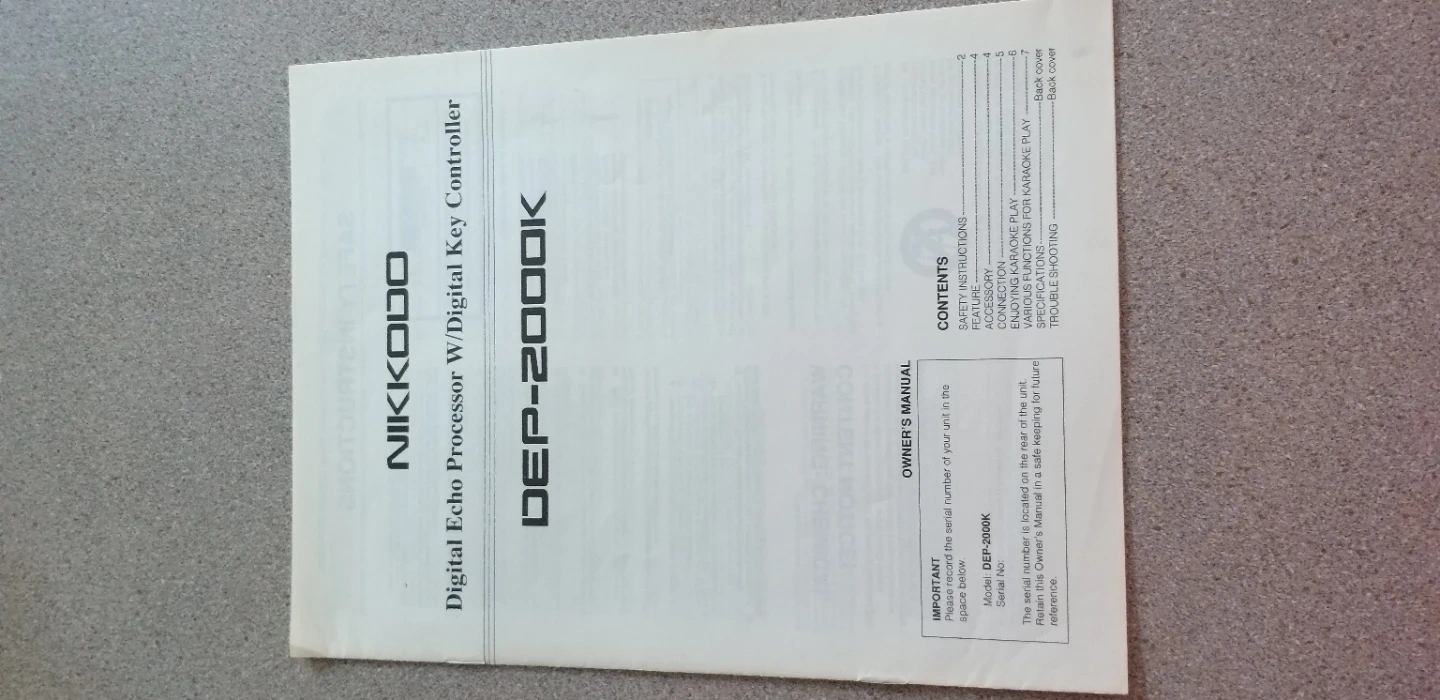 NIKKODO
Digital Echo Processor W/Digital Key Controller
DEP-2000K
OWNER'S MANUAL
IMPORTANT
Please record the serial number of your unit in the
space below.
Model: DEP-2000K
Serial No:
The serial number is located on the rear of the unit.
Retain this Owner's Manual in a safe keeping for future
reference.
CONTENTS
SAFETY INSTRUCTIONS 2
FEATURE 4
ACCESSORY 4
CONNECTION 5
ENJOYING KARAOKE PLAY 6
VARIOUS FUNCTIONS FOR KARAOKE PLAY 7
SPECIFICATIONS Back cover
TROUBLE SHOOTING Back cover